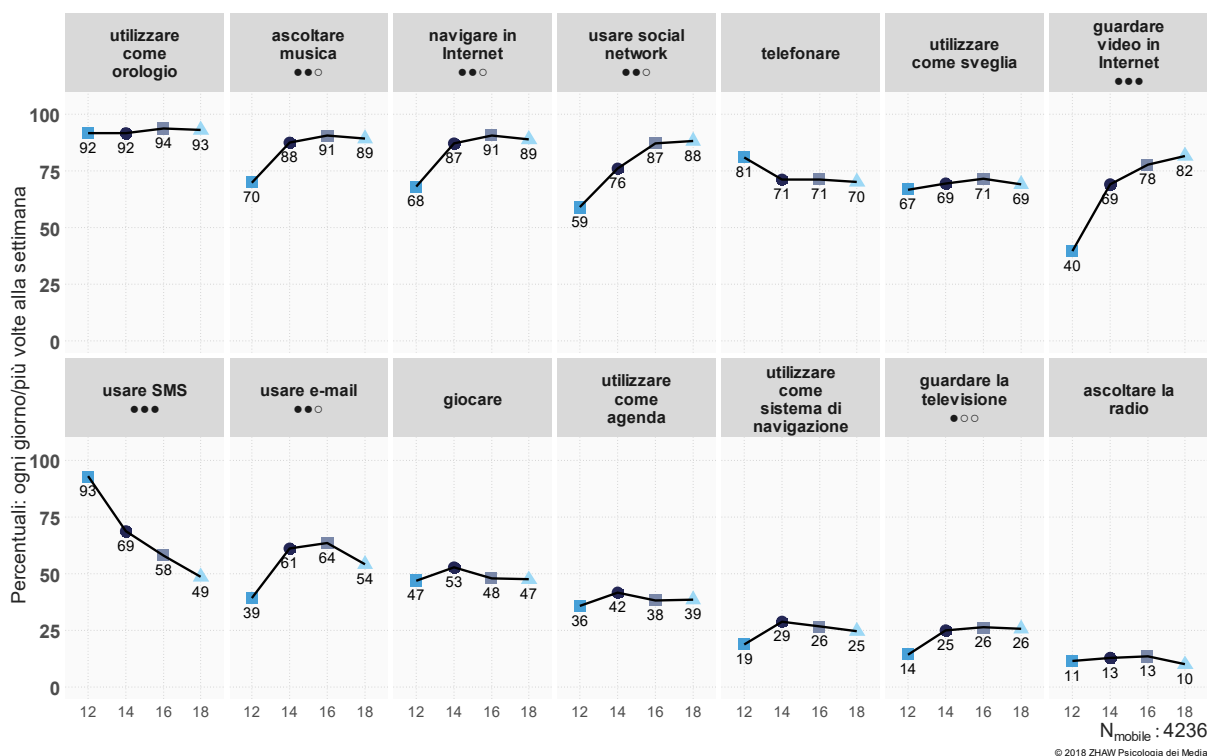 utilizzare
come
orologio
ascoltare
musica
●●○
navigare in
Internet
●●○
usare social
network
●●○
telefonare
utilizzare
come sveglia
guardare
video in
Internet
●●●
Percentuali: ogni giorno/più volte alla settimana
100
75
50
25
0
92
92
94
93
70
88
91
89
68
87
91
89
59
76
87
88
81
71
71
70
67
69
71
69
40
69
78
82
usare SMS
●●●
usare e-mail
●●○
giocare
utilizzare
come
agenda
utilizzare
come
sistema di
navigazione
guardare la
televisione
●○○
ascoltare la
radio
100
75
50
25
0
93
69
58
49
39
61
64
54
47
53
48
47
36
42
38
39
19
29
26
25
14
25
26
26
11
13
13
10
12 14 16 18
12 14 16 18
12 14 16 18
12 14 16 18
12 14 16 18
12 14 16 18
12 14 16 18
Nmobile : 4236
© 2018 ZHAW Psicologia dei Media